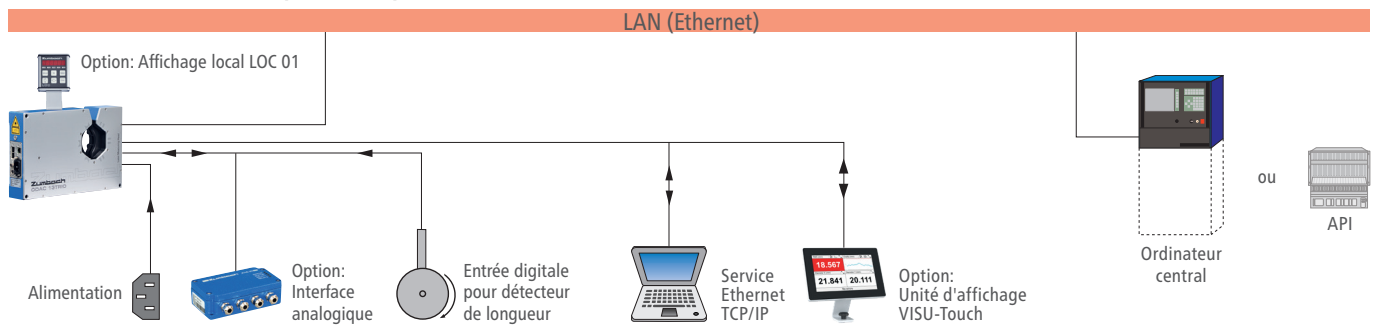 LAN (Ethernet)
Option: Affichage local LOC 01
Zumbach
ODAC 18TRIO
Alimentation
Option:
Interface
analogique
Entrée digitale
pour détecteur
de longueur
Service
Ethernet
TCP/IP
18.567
21.841 20.111
Option:
Unité d'affichage
VISU-Touch
Ordinateur
central
ou
API